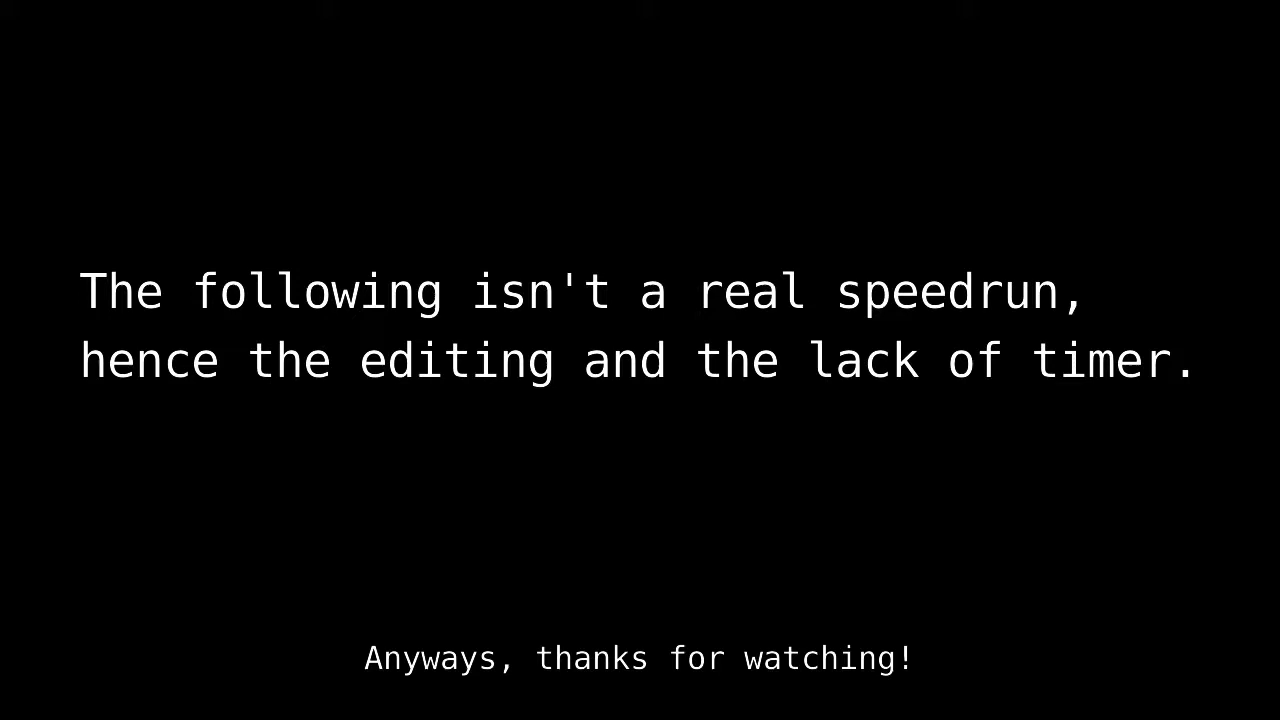 The following isn't a real speedrun,
hence the editing and the lack of timer.
Anyways, thanks for watching!